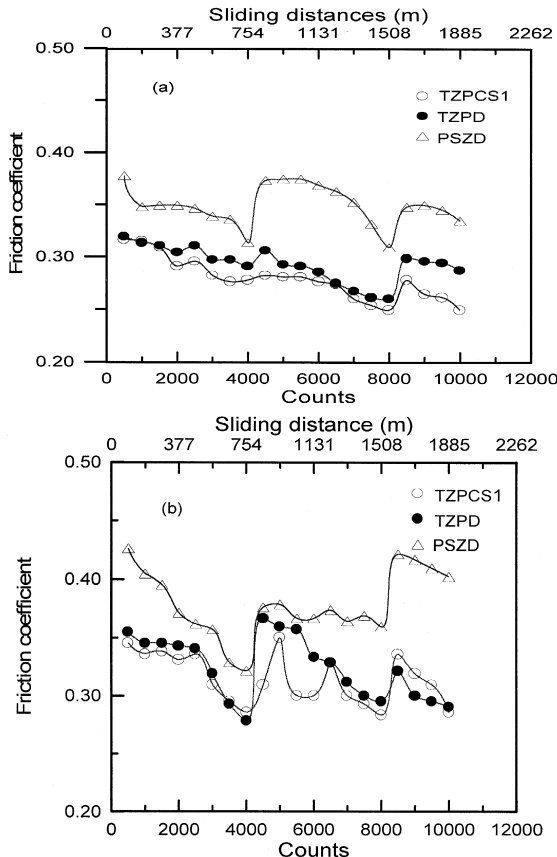 Sliding distances (m)
0 377 754 1131 1508 1885 2262
0.50
(a)
TZPCS1
TZPD
PSZD
0.40
Friction coefficient
0.30
0.20
0 2000 4000 6000 8000 10000 12000
Counts
Sliding distance (m)
0 377 754 1131 1508 1885 2262
0.50
(b)
TZPCS1
TZPD
PSZD
0.40
Friction coefficient
0.30
0.20
0 2000 4000 6000 8000 10000 12000
Counts